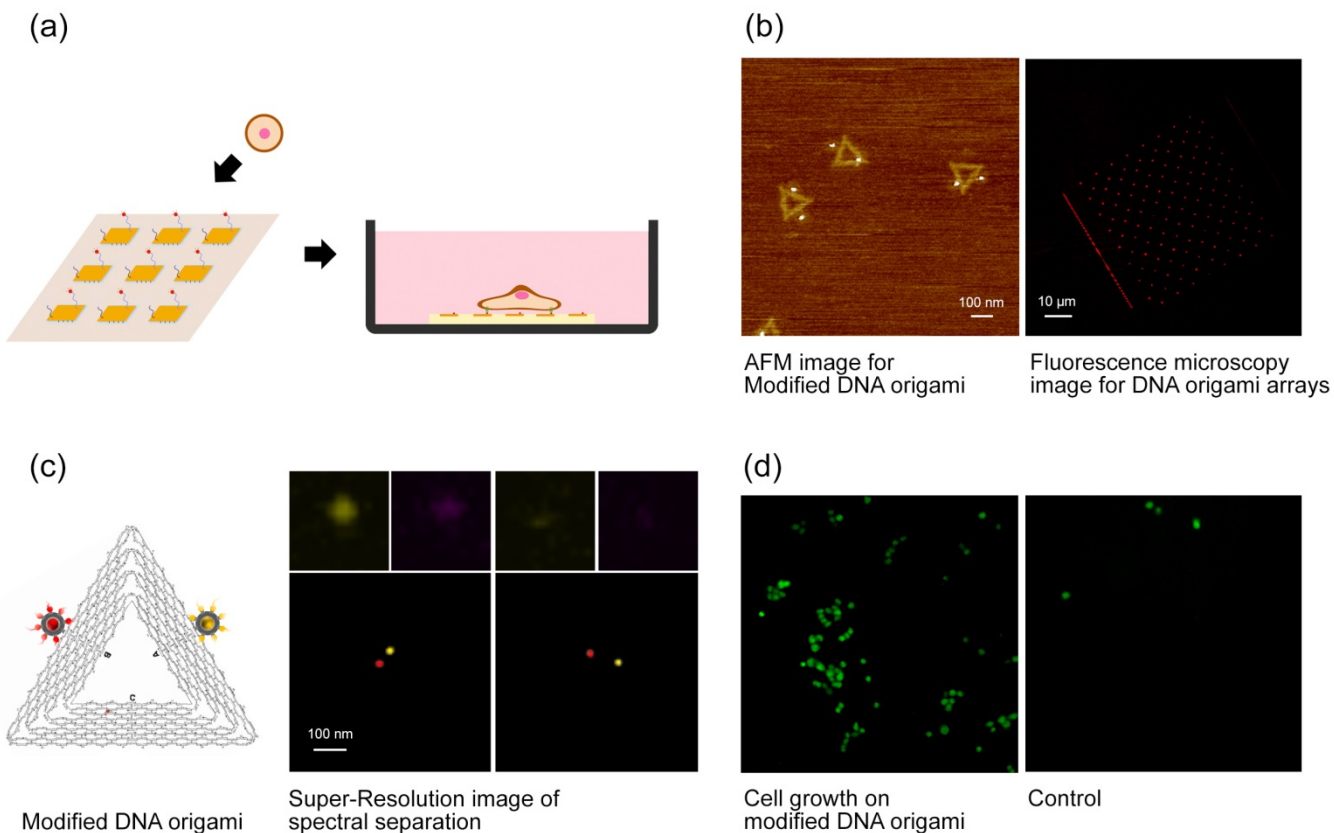 (a)
(b)
100 nm
10 µm
AFM image for
Modified DNA origami
Fluorescence microscopy
image for DNA origami arrays
(c)
B
A
C
100 nm
Modified DNA origami
Super-Resolution image of
spectral separation
(d)
Cell growth on
modified DNA origami
Control